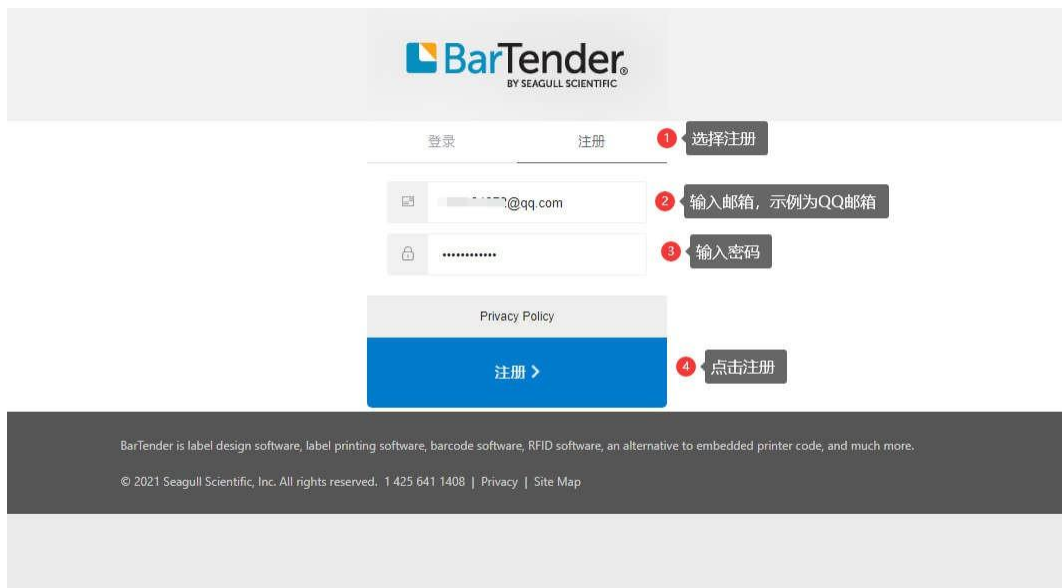 BarTender®
BY SEAGULL SCIENTIFIC
登录
注册
1 选择注册
@qq.com
2 输入邮箱，示例为QQ邮箱
••••••••••••
3 输入密码
Privacy Policy
注册
4 点击注册
BarTender is label design software, label printing software, barcode software, RFID software, an alternative to embedded printer code, and much more.
© 2021 Seagull Scientific, Inc. All rights reserved. 1 425 641 1408 | Privacy | Site Map